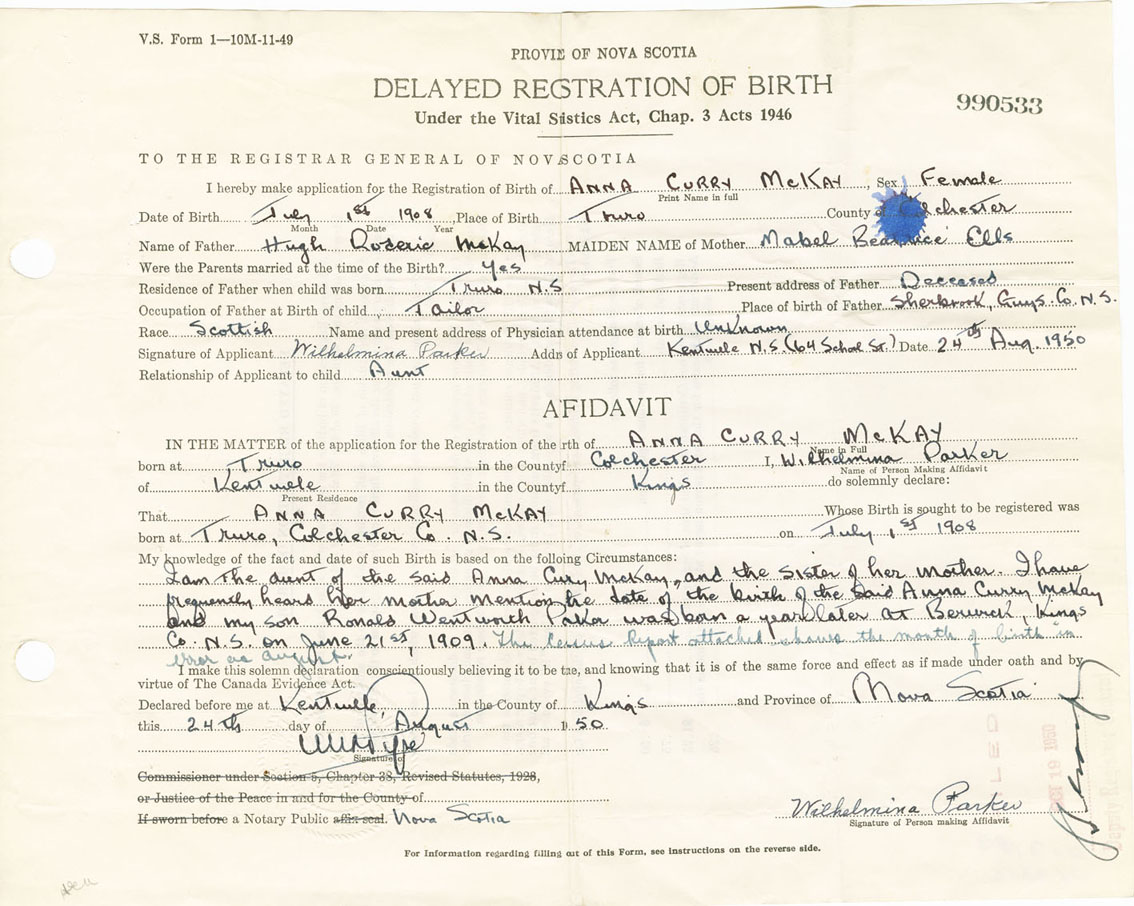 V.S. Form 1—10M-11-49
PROVIE OF NOVA SCOTIA
DELAYED REGSTRATION OF BIRTH
990533
Under the Vital Sistics Act, Chap. 3 Acts 1946
TO THE REGISTRAR GENERAL OF NOVSCOTIA
I hereby make application for the Registration of Birth of ANNA CURRY McKAY, Sex Female
Print Name in full
Date of Birth July 1st 1908 Place of Birth Truro County of Colchester
Month Date Year
Name of Father Hugh Roderic McKay MAIDEN NAME of Mother Mabel Beatrice Ells
Were the Parents married at the time of the Birth? Yes
Residence of Father when child was born Truro N.S Present address of Father Deceased
Occupation of Father at Birth of child Tailor Place of birth of Father Sherbrook, Guys. Co. N.S.
Race Scottish Name and present address of Physician attendance at birth Unknown
Signature of Applicant Wilhelmina Parker Adds of Applicant Kentville N.S (64 School St.) Date 24th Aug. 1950
Relationship of Applicant to child Aunt
AFIDAVIT
IN THE MATTER of the application for the Registration of the rth of ANNA CURRY McKAY
Name in Full
born at Truro in the Countyf Colchester I, Wilhelmina Parker
Name of Person Making Affidavit
of Kentville in the Countyf Kings do solemnly declare:
Present Residence
That ANNA CURRY McKAY Whose Birth is sought to be registered was
born at Truro, Colchester Co. N.S. on July 1st 1908
My knowledge of the fact and date of such Birth is based on the folloing Circumstances:
I am the aunt of the said Anna Cury McKay, and the sister of her mother. I have
frequently heard her mother mention the date of the birth of the said Anna Curry McKay
and my son Ronald Wentworth Parker was born a year later at Berwick, Kings
Co. N.S. on June 21st, 1909. The Census Report attached shows the month of birth in
error as August.
I make this solemn declaration conscientiously believing it to be tre, and knowing that it is of the same force and effect as if made under oath and by
virtue of The Canada Evidence Act.
Declared before me at Kentville, in the County of Kings and Province of Nova Scotia
this 24th day of August 1950
Signature of
Commissioner under Section 5, Chapter 38, Revised Statutes, 1923,
or Justice of the Peace in and for the County of
If sworn before a Notary Public affix seal. Nova Scotia
Wilhelmina Parker
Signature of Person making Affidavit
For Information regarding filling out of this Form, see instructions on the reverse side.